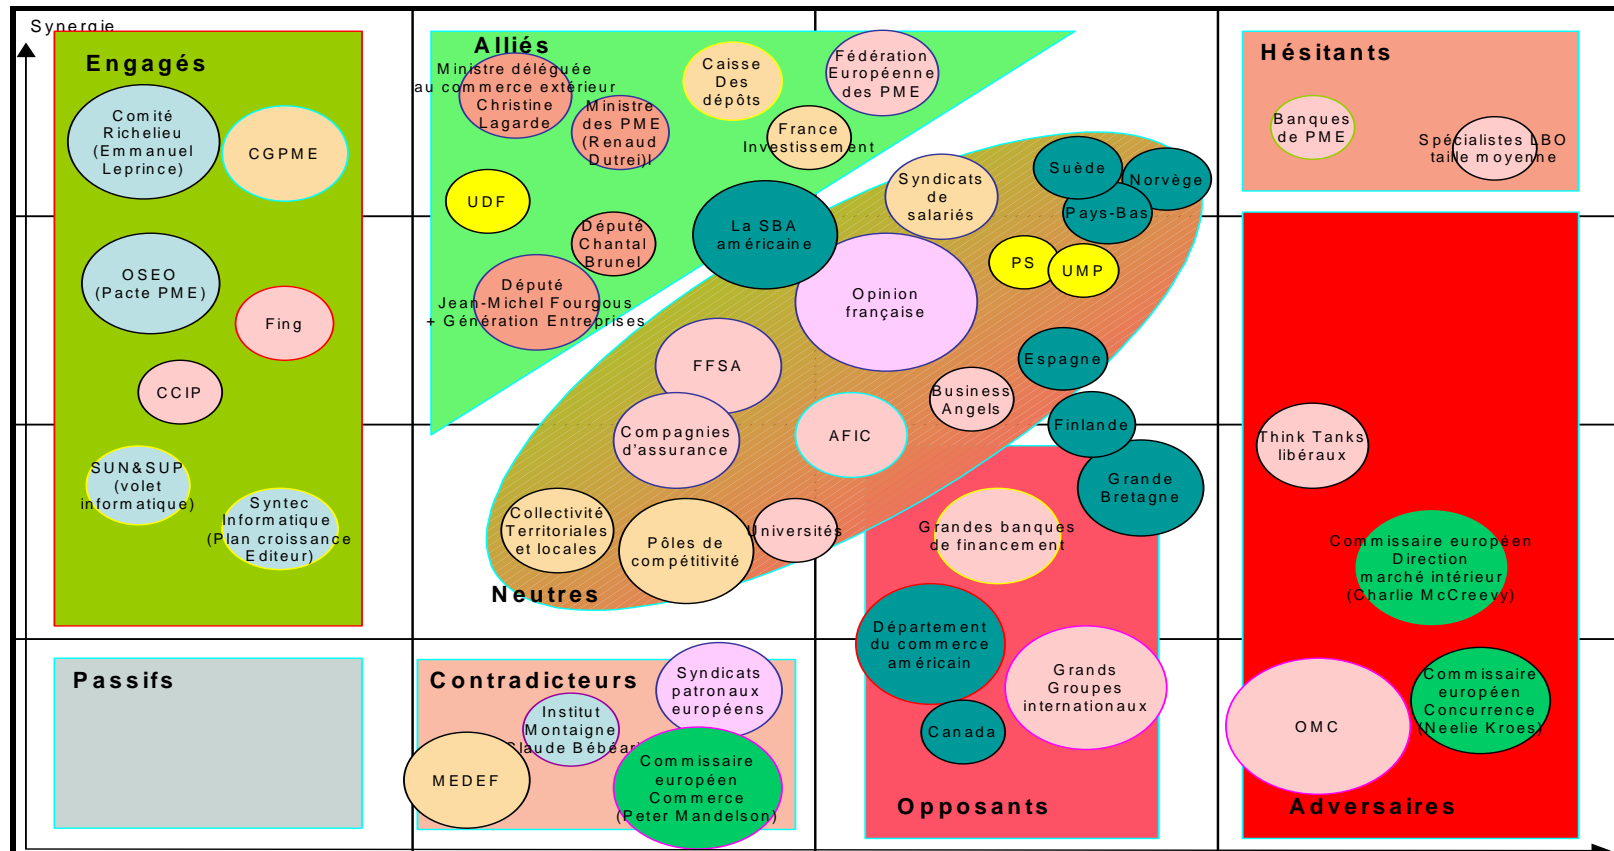 Synergie
Engagés
Comité
Richelieu
(Emmanuel
Leprince)
CGPME
OSEO
(Pacte PME)
Fing
CCIP
SUN&SUP
(volet
informatique)
Syntec
Informatique
(Plan croissance
Editeur)
Passifs
Alliés
Ministre déléguée
au commerce extérieur
Christine
Lagarde
Ministre
des PME
(Renaud
Dutreil)
Caisse
Des
dépôts
Fédération
Européenne
des PME
France
Investissement
UDF
Député
Chantal
Brunel
Député
Jean-Michel Fourgous
+ Génération Entreprises
La SBA
américaine
Syndicats
de
salariés
Suède
Norvège
Pays-Bas
PS
UMP
Opinion
française
FFSA
Espagne
Business
Angels
Compagnies
d'assurance
AFIC
Finlande
Grande
Bretagne
Collectivité
Territoriales
et locales
Pôles de
compétitivité
Universités
Neutres
Contradicteurs
Syndicats
patronaux
européens
Institut
Montaigne
Claude Bébéar)
MEDEF
Commissaire
européen
Commerce
(Peter Mandelson)
Grandes banques
de financement
Département
du commerce
américain
Grands
Groupes
internationaux
Canada
Opposants
Hésitants
Banques
de PME
Spécialistes LBO
taille moyenne
Think Tanks
libéraux
Commissaire européen
Direction
marché intérieur
(Charlie McCreevy)
OMC
Commissaire
européen
Concurrence
(Neelie Kroes)
Adversaires